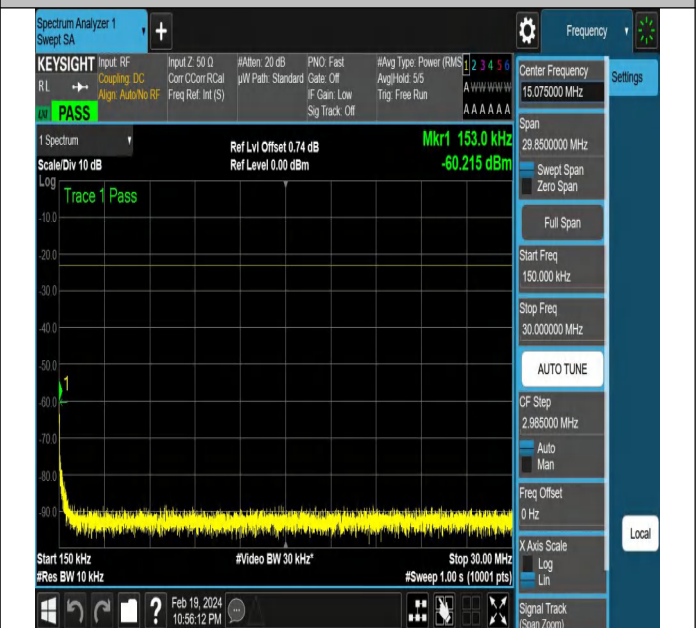 Spectrum Analyzer 1
Swept SA
+
Frequency
KEYSIGHT
RL
PASS
Input: RF
Coupling: DC
Align: Auto/No RF
Input Z: 50 Ω
Corr CCorr RCal
Freq Ref: Int (S)
#Atten: 20 dB
µW Path: Standard
PNO: Fast
Gate: Off
IF Gain: Low
Sig Track: Off
#Avg Type: Power (RMS
Avg|Hold: 5/5
Trig: Free Run
1 2 3 4 5 6
A W W W W W
A A A A A A
1 Spectrum
Scale/Div 10 dB
Ref Lvl Offset 0.74 dB
Ref Level 0.00 dBm
Mkr1 153.0 kHz
-60.215 dBm
Log
Trace 1 Pass
-10.0
-20.0
-30.0
-40.0
-50.0
1
-60.0
-70.0
-80.0
-90.0
Start 150 kHz
#Res BW 10 kHz
#Video BW 30 kHz*
Stop 30.00 MHz
#Sweep 1.00 s (10001 pts)
?
Feb 19, 2024
10:56:12 PM
Center Frequency
15.075000 MHz
Settings
Span
29.8500000 MHz
Swept Span
Zero Span
Full Span
Start Freq
150.000 kHz
Stop Freq
30.000000 MHz
AUTO TUNE
CF Step
2.985000 MHz
Auto
Man
Freq Offset
0 Hz
Local
X Axis Scale
Log
Lin
Signal Track
(Span Zoom)